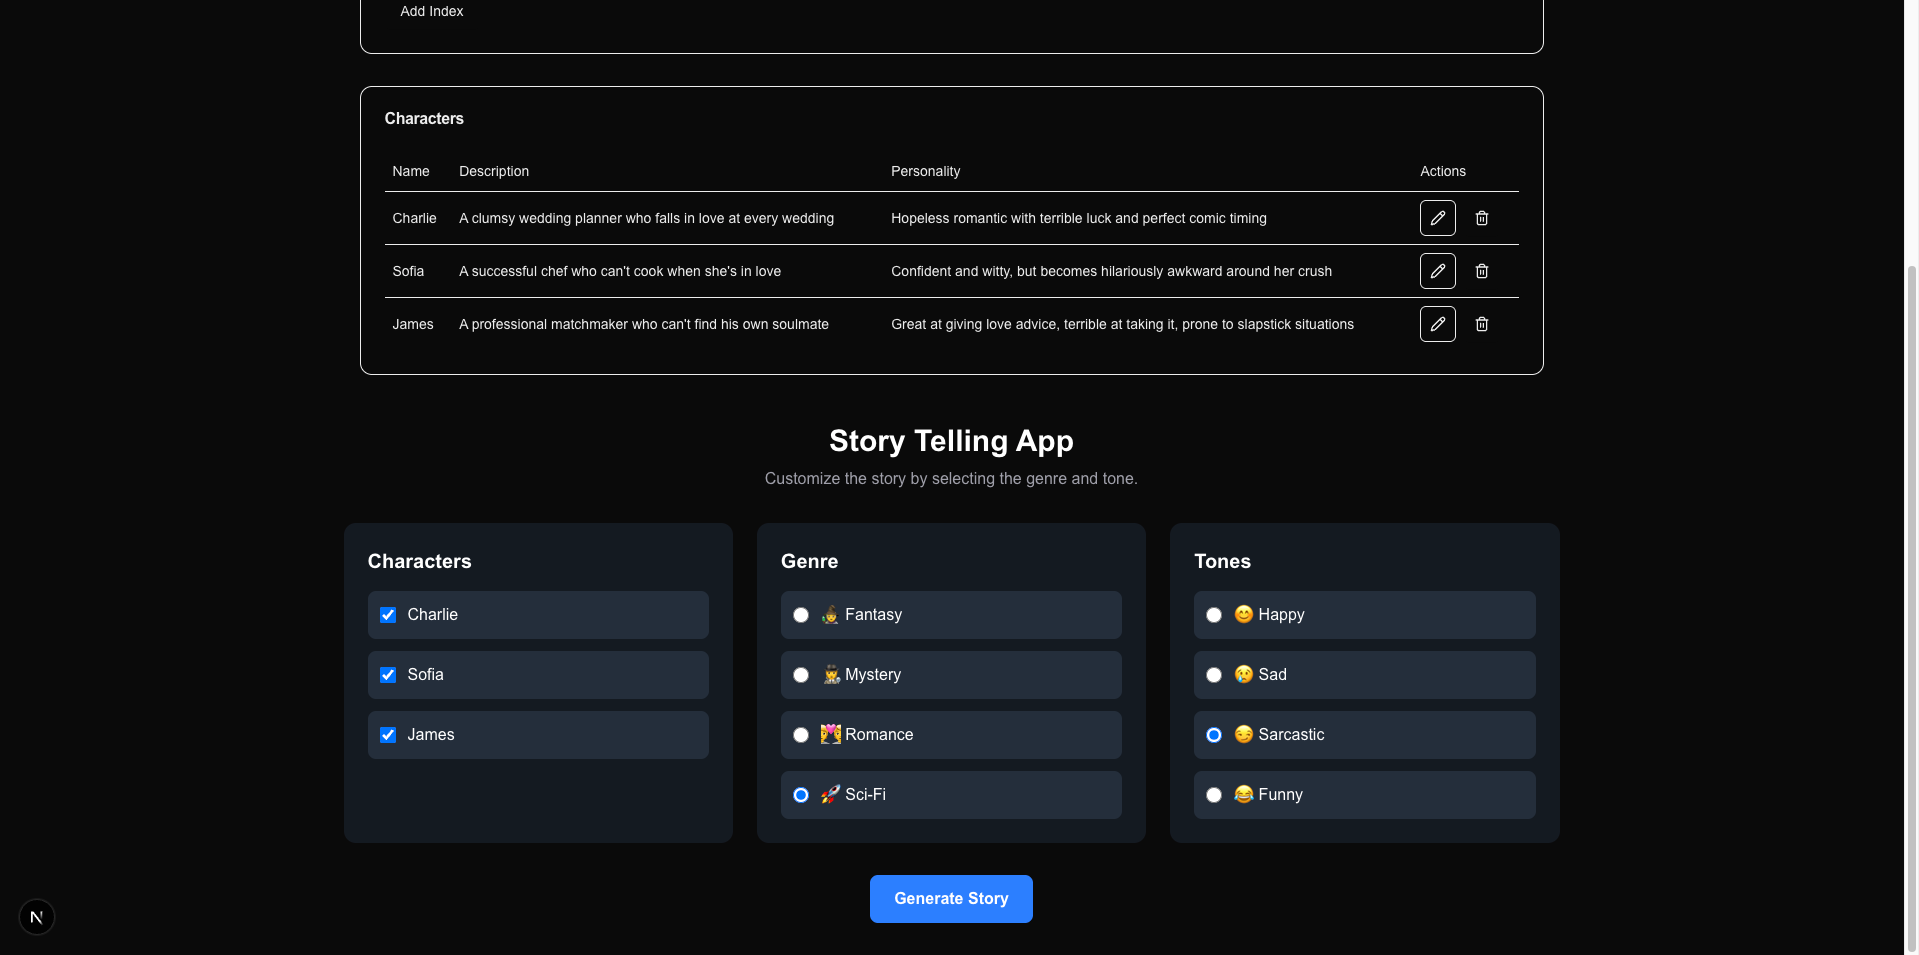 Add Index
Characters
Name Description Personality Actions
Charlie A clumsy wedding planner who falls in love at every wedding Hopeless romantic with terrible luck and perfect comic timing
Sofia A successful chef who can't cook when she's in love Confident and witty, but becomes hilariously awkward around her crush
James A professional matchmaker who can't find his own soulmate Great at giving love advice, terrible at taking it, prone to slapstick situations
Story Telling App
Customize the story by selecting the genre and tone.
Characters
Charlie
Sofia
James
Genre
🧙‍♂️ Fantasy
🕵️‍♂️ Mystery
💑 Romance
🚀 Sci-Fi
Tones
😊 Happy
😢 Sad
😏 Sarcastic
😂 Funny
Generate Story
N